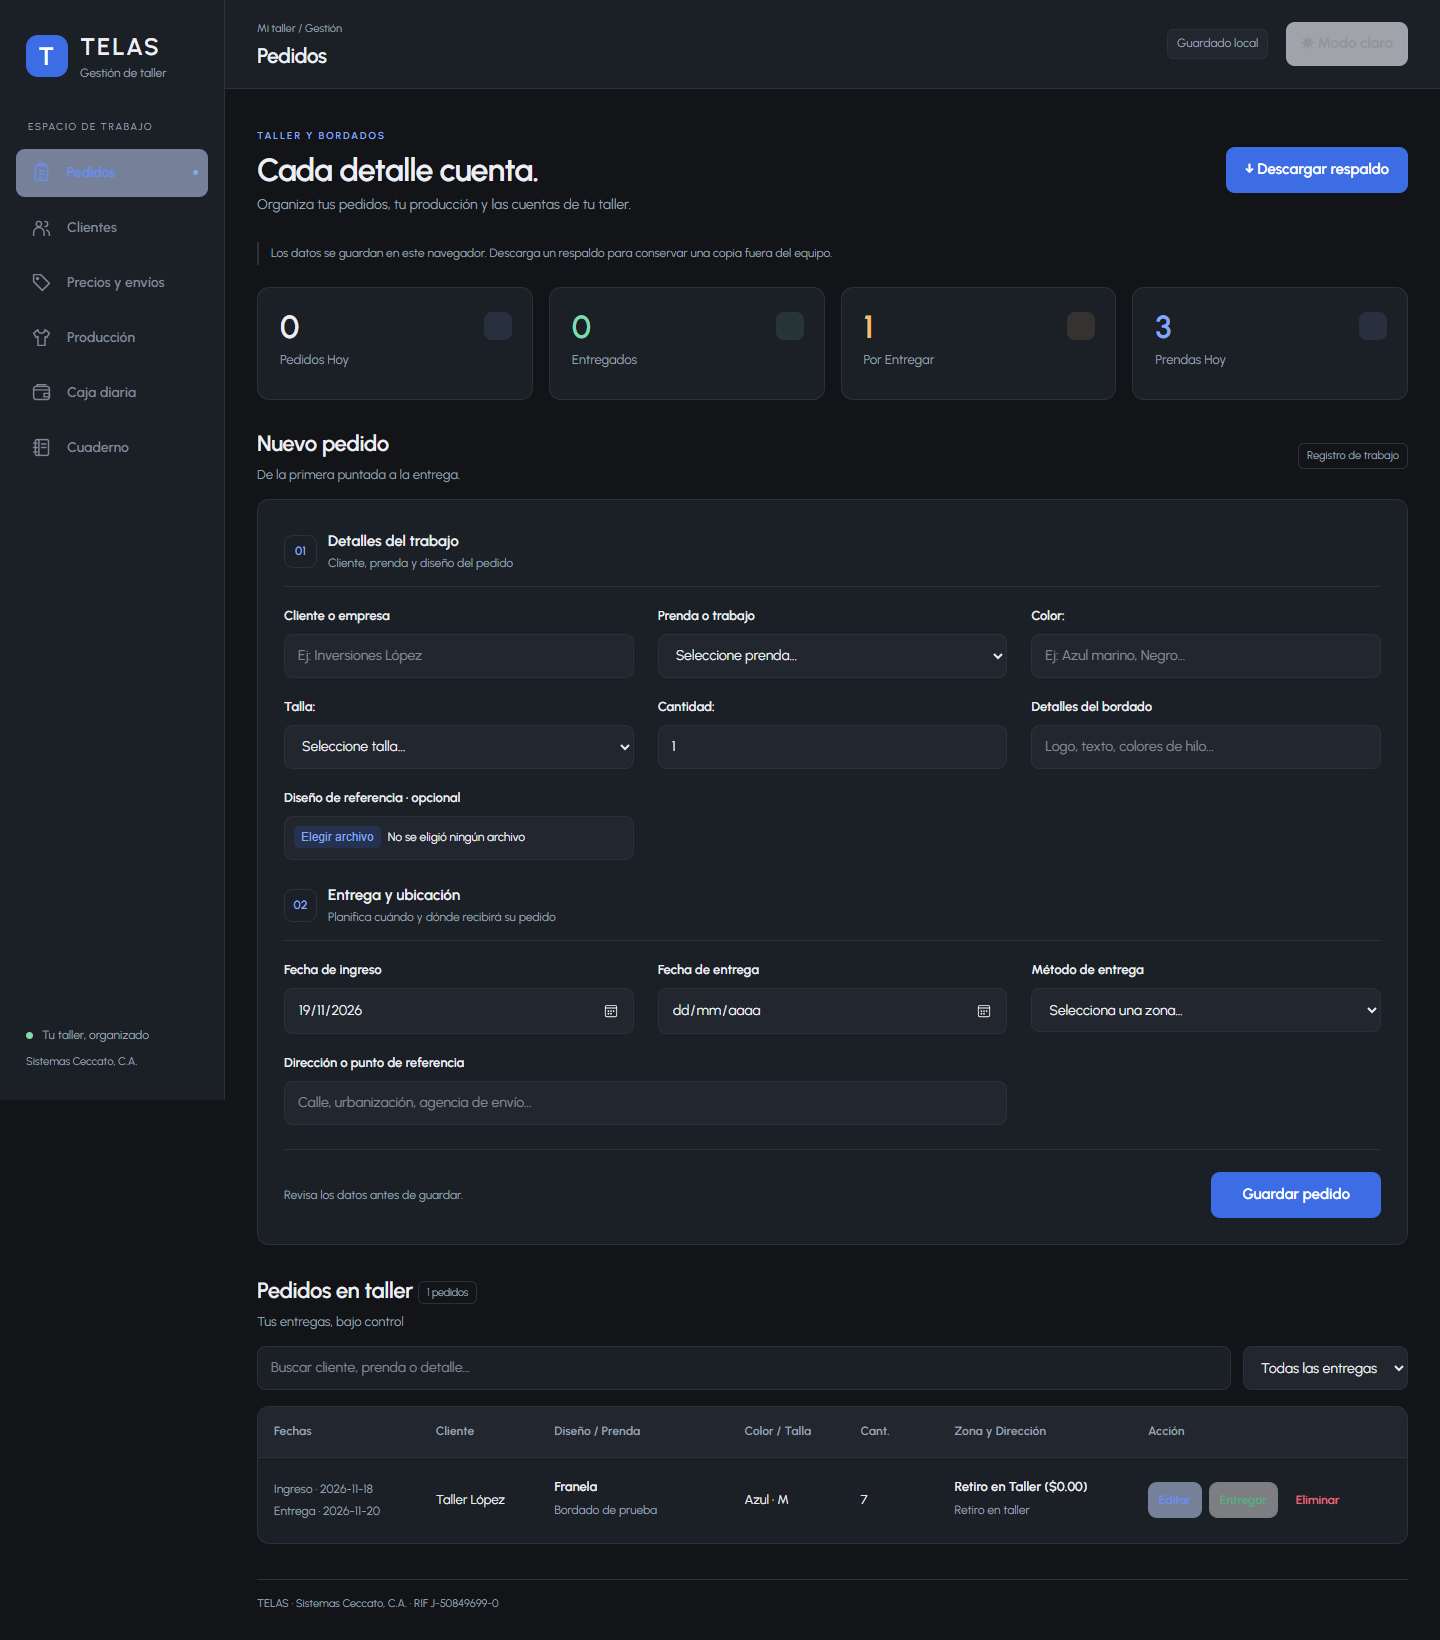 T TELAS
Gestión de taller
ESPACIO DE TRABAJO
Pedidos
Clientes
Precios y envíos
Producción
Caja diaria
Cuaderno
Tu taller, organizado
Sistemas Ceccato, C.A.
Mi taller / Gestión
Pedidos
Guardado local
☀ Modo claro
TALLER Y BORDADOS
Cada detalle cuenta.
Organiza tus pedidos, tu producción y las cuentas de tu taller.
↓ Descargar respaldo
Los datos se guardan en este navegador. Descarga un respaldo para conservar una copia fuera del equipo.
0
Pedidos Hoy
0
Entregados
1
Por Entregar
3
Prendas Hoy
Nuevo pedido
De la primera puntada a la entrega.
Registro de trabajo
01
Detalles del trabajo
Cliente, prenda y diseño del pedido
Cliente o empresa
Ej: Inversiones López
Prenda o trabajo
Seleccione prenda...
Color:
Ej: Azul marino, Negro...
Talla:
Seleccione talla...
Cantidad:
1
Detalles del bordado
Logo, texto, colores de hilo...
Diseño de referencia · opcional
Elegir archivo No se eligió ningún archivo
02
Entrega y ubicación
Planifica cuándo y dónde recibirá su pedido
Fecha de ingreso
19/11/2026
Fecha de entrega
dd/mm/aaaa
Método de entrega
Selecciona una zona...
Dirección o punto de referencia
Calle, urbanización, agencia de envío...
Revisa los datos antes de guardar.
Guardar pedido
Pedidos en taller 1 pedidos
Tus entregas, bajo control
Buscar cliente, prenda o detalle...
Todas las entregas
Fechas Cliente Diseño / Prenda Color / Talla Cant. Zona y Dirección Acción
Ingreso · 2026-11-18
Entrega · 2026-11-20
Taller López
Franela
Bordado de prueba
Azul · M
7
Retiro en Taller ($0.00)
Retiro en taller
Editar Entregar Eliminar
TELAS · Sistemas Ceccato, C.A. · RIF J-50849699-0